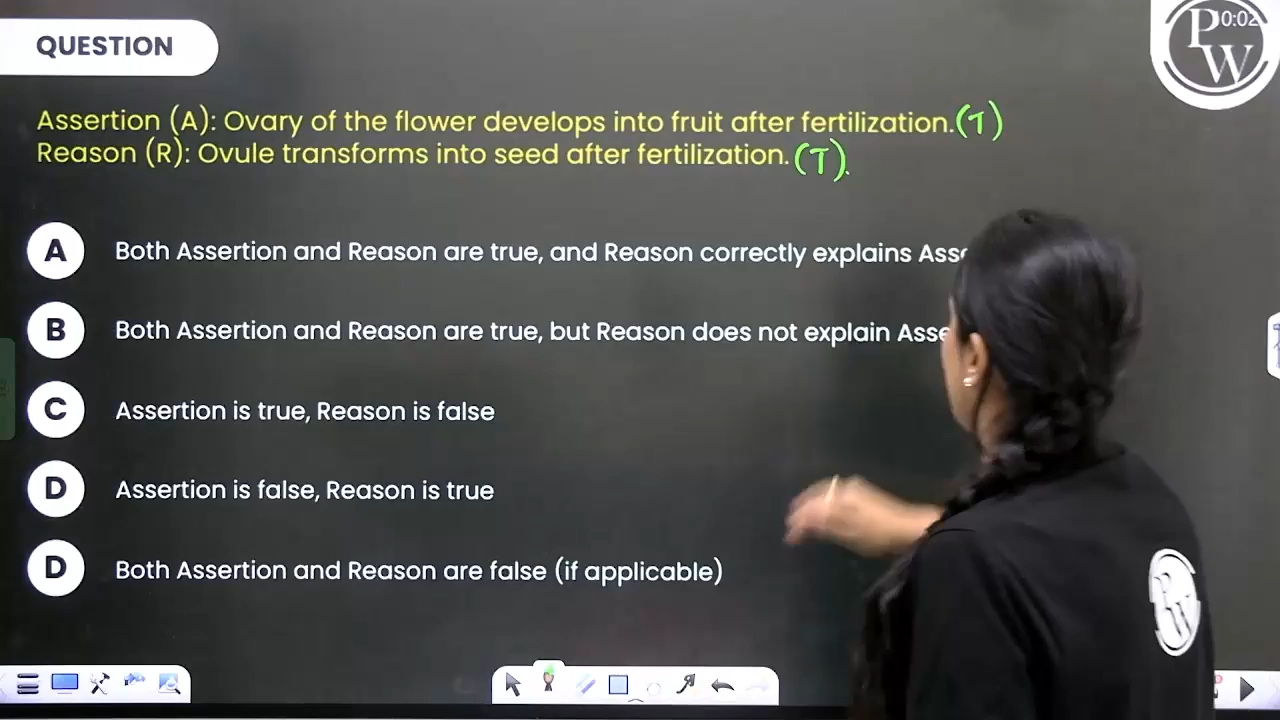 QUESTION
PW 0:02
Assertion (A): Ovary of the flower develops into fruit after fertilization. (T)
Reason (R): Ovule transforms into seed after fertilization. (T).
A Both Assertion and Reason are true, and Reason correctly explains
B Both Assertion and Reason are true, but Reason does not explain
C Assertion is true, Reason is false
D Assertion is false, Reason is true
D Both Assertion and Reason are false (if applicable)
PW